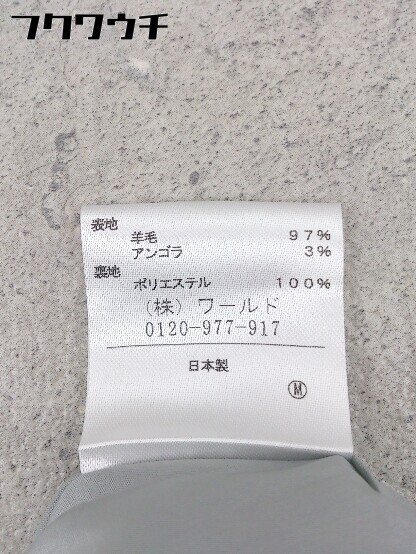 フクワウチ
表地
羊毛 97%
アンゴラ 3%
裏地
ポリエステル 100%
(株) ワールド
0120-977-917
日本製
M